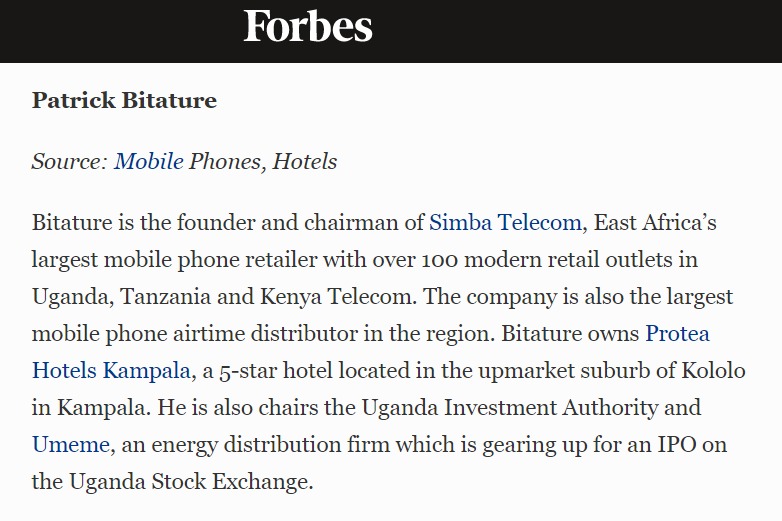 Forbes
Patrick Bitature
Source: Mobile Phones, Hotels
Bitature is the founder and chairman of Simba Telecom, East Africa’s
largest mobile phone retailer with over 100 modern retail outlets in
Uganda, Tanzania and Kenya Telecom. The company is also the largest
mobile phone airtime distributor in the region. Bitature owns Protea
Hotels Kampala, a 5-star hotel located in the upmarket suburb of Kololo
in Kampala. He is also chairs the Uganda Investment Authority and
Umeme, an energy distribution firm which is gearing up for an IPO on
the Uganda Stock Exchange.